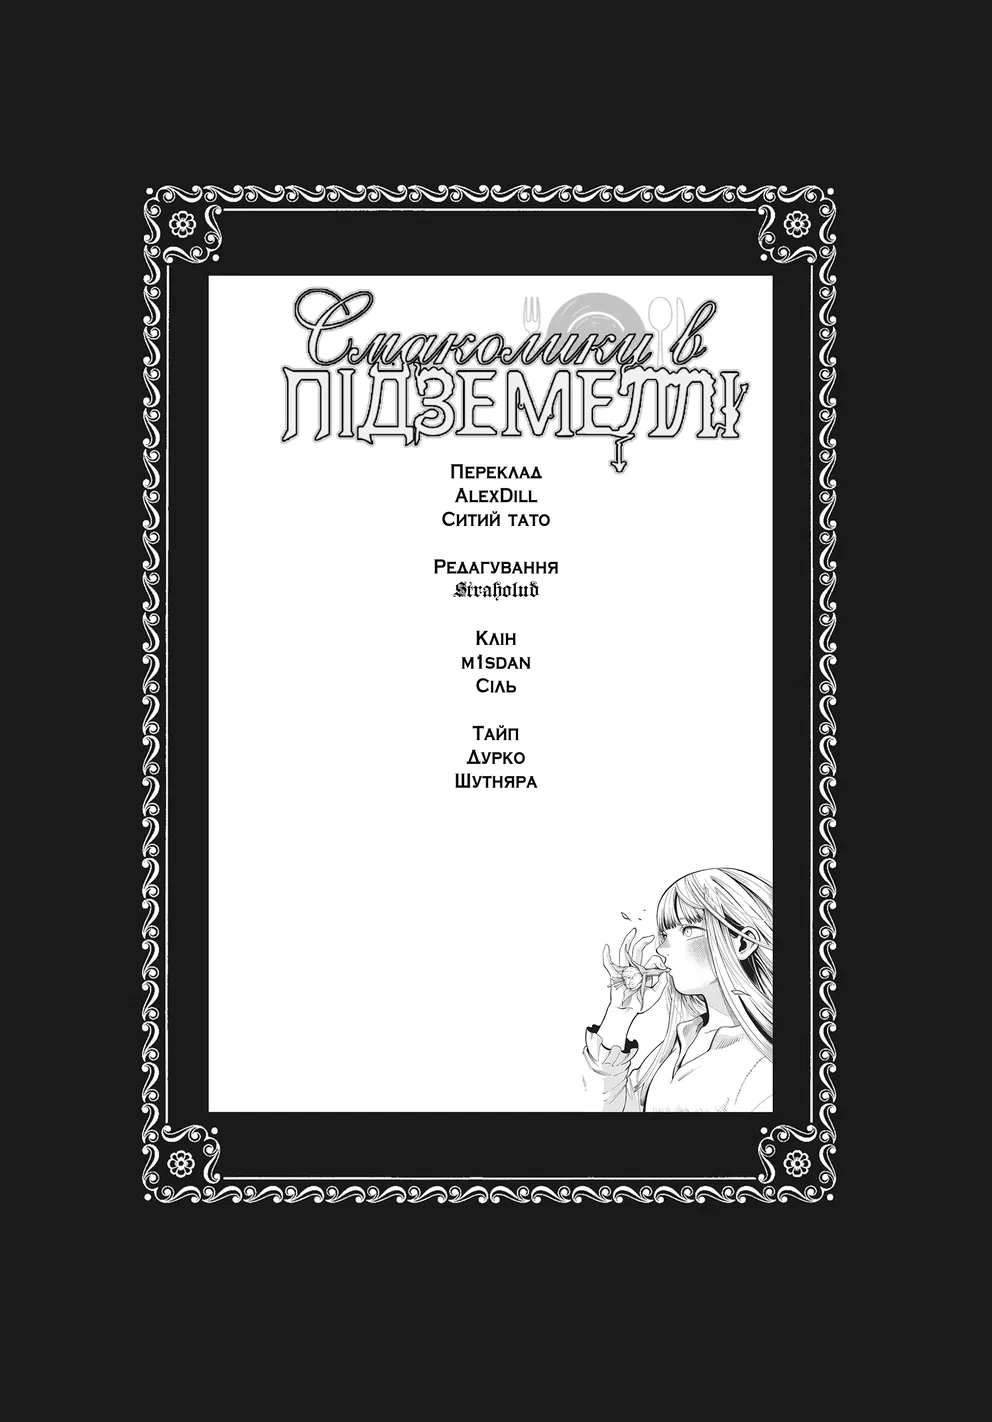 Смаколики в
ПІДЗЕМЕЛЛІ
Переклад
AlexDill
Ситий тато
Редагування
Straholud
Клін
m1sdan
Сіль
Тайп
Дурко
Шутняра